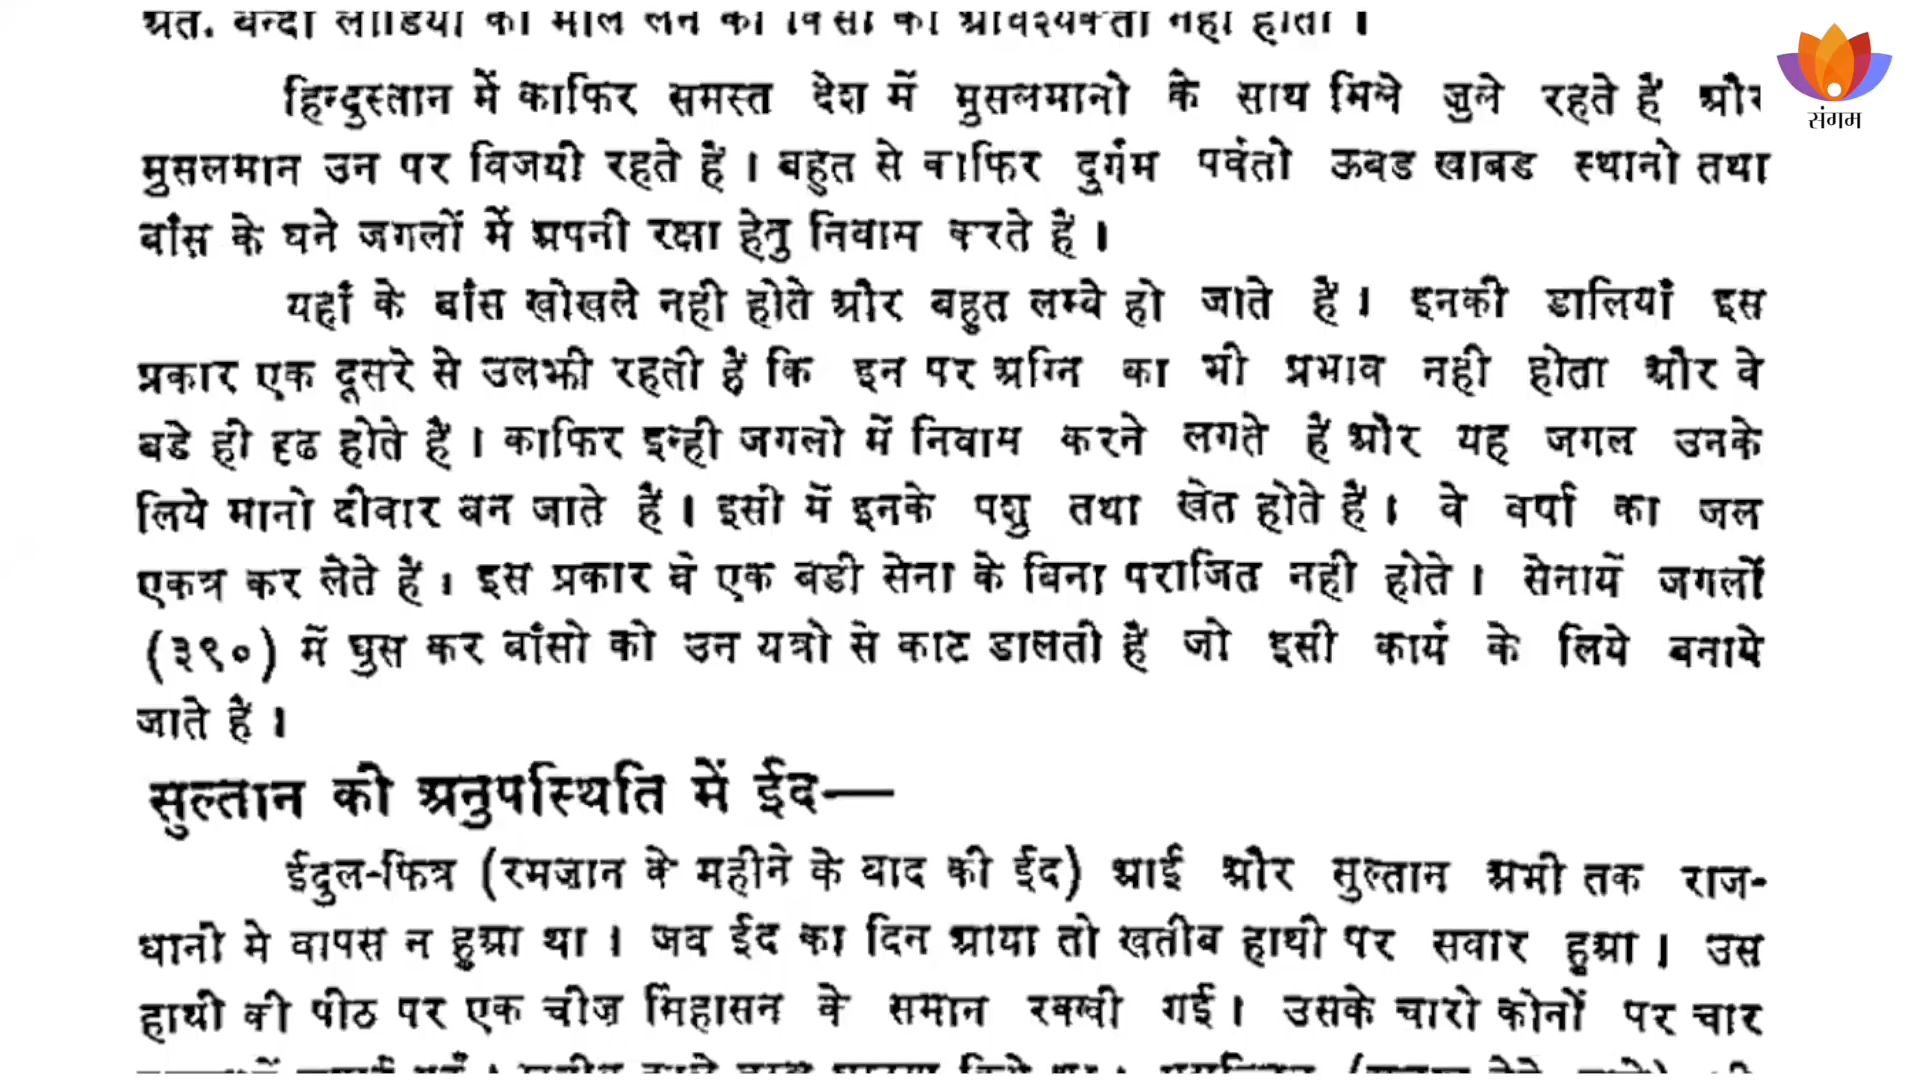 अत. बन्दी लौंडियों को मोल लेने की किसी को आवश्यकता नहीं होती ।
संगम
हिन्दुस्तान में काफिर समस्त देश में मुसलमानो के साथ मिले जुले रहते हैं और
मुसलमान उन पर विजयी रहते हैं । बहुत से काफिर दुर्गम पर्वतो ऊबड खाबड स्थानो तथा
बाँस के घने जगलों में अपनी रक्षा हेतु निवास करते हैं ।
यहाँ के बाँस खोखले नही होते और बहुत लम्बे हो जाते हैं । इनकी डालियाँ इस
प्रकार एक दूसरे से उलझी रहती हैं कि इन पर अग्नि का भी प्रभाव नही होता और वे
बडे ही दृढ होते हैं । काफिर इन्ही जगलो में निवास करने लगते हैं और यह जगल उनके
लिये मानो दीवार बन जाते हैं । इसी में इनके पशु तथा खेत होते हैं । वे वर्षा का जल
एकत्र कर लेते हैं । इस प्रकार वे एक बडी सेना के बिना पराजित नही होते । सेनायें जगलों
(३९०) में घुस कर बाँसो को उन यत्रो से काट डालती हैं जो इसी कार्य के लिये बनाये
जाते हैं ।
सुल्तान की अनुपस्थिति में ईद—
ईदुल-फित्र (रमजान के महीने के बाद की ईद) आई और सुल्तान अभी तक राज-
धानी मे वापस न हुआ था । जब ईद का दिन आया तो खतीब हाथी पर सवार हुआ । उस
हाथी की पीठ पर एक चीज सिंहासन के समान रक्खी गई । उसके चारो कोनों पर चार